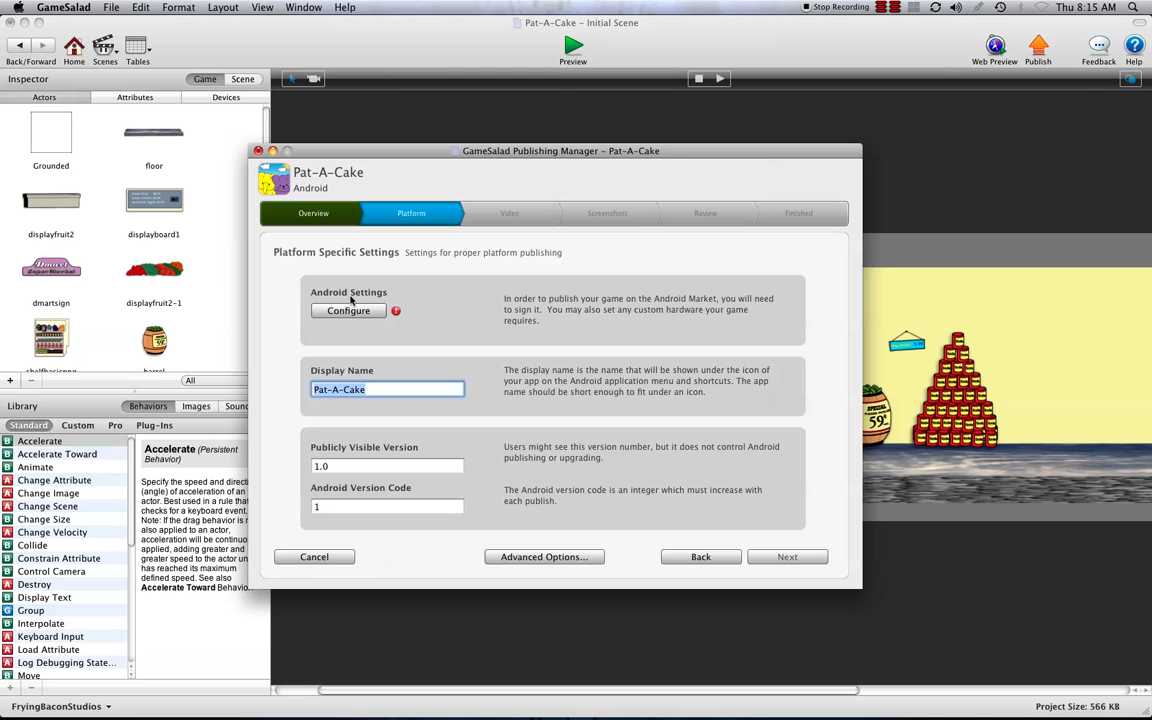 GameSalad File Edit Format Layout View Window Help Stop Recording Thu 8:15 AM
Pat-A-Cake – Initial Scene
Back/Forward Home Scenes Tables Preview Web Preview Publish Feedback Help
Inspector Game Scene
Actors Attributes Devices
Grounded floor
displayfruit2 displayboard1
dmartsign displayfruit2-1
shelfbasicpng barrel
+ − All
Library Behaviors Images Soun
Standard Custom Pro Plug-Ins
Accelerate
Accelerate Toward
Animate
Change Attribute
Change Image
Change Scene
Change Size
Change Velocity
Collide
Constrain Attribute
Control Camera
Destroy
Display Text
Group
Interpolate
Keyboard Input
Load Attribute
Log Debugging State...
Move
Accelerate (Persistent
Behavior)
Specify the speed and directi
(angle) of acceleration of an
actor. Best used in a rule tha
checks for a keyboard event.
Note: If the drag behavior is n
also applied to an actor,
acceleration will be continuo
applied, adding greater and
greater speed to the actor un
has reached its maximum
defined speed. See also
Accelerate Toward Behavio
FryingBaconStudios
Project Size: 566 KB
GameSalad Publishing Manager – Pat-A-Cake
Pat-A-Cake
Android
Overview Platform Video Screenshots Review Finished
Platform Specific Settings Settings for proper platform publishing
Android Settings
Configure
In order to publish your game on the Android Market, you will need
to sign it. You may also set any custom hardware your game
requires.
Display Name
Pat-A-Cake
The display name is the name that will be shown under the icon of
your app on the Android application menu and shortcuts. The app
name should be short enough to fit under an icon.
Publicly Visible Version
1.0
Users might see this version number, but it does not control Android
publishing or upgrading.
Android Version Code
1
The Android version code is an integer which must increase with
each publish.
Cancel Advanced Options... Back Next
SPECIAL
59¢